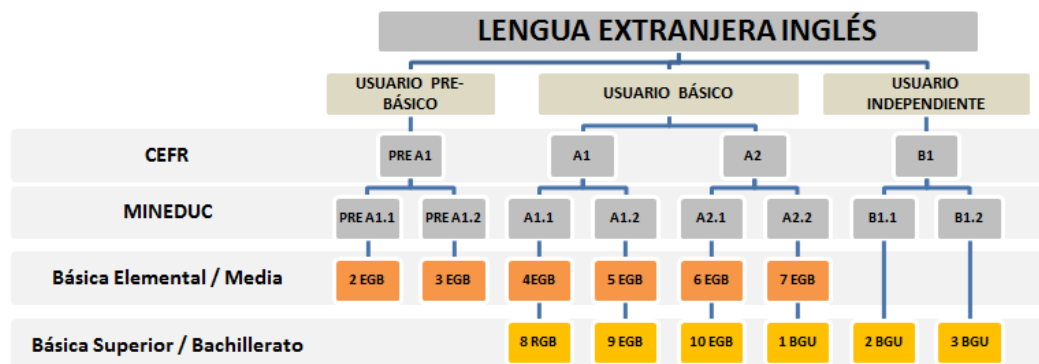 LENGUA EXTRANJERA INGLÉS
USUARIO PRE-
BÁSICO
USUARIO BÁSICO
USUARIO
INDEPENDIENTE
CEFR
PRE A1
A1
A2
B1
MINEDUC
PRE A1.1
PRE A1.2
A1.1
A1.2
A2.1
A2.2
B1.1
B1.2
Básica Elemental / Media
2 EGB
3 EGB
4EGB
5 EGB
6 EGB
7 EGB
Básica Superior / Bachillerato
8 RGB
9 EGB
10 EGB
1 BGU
2 BGU
3 BGU